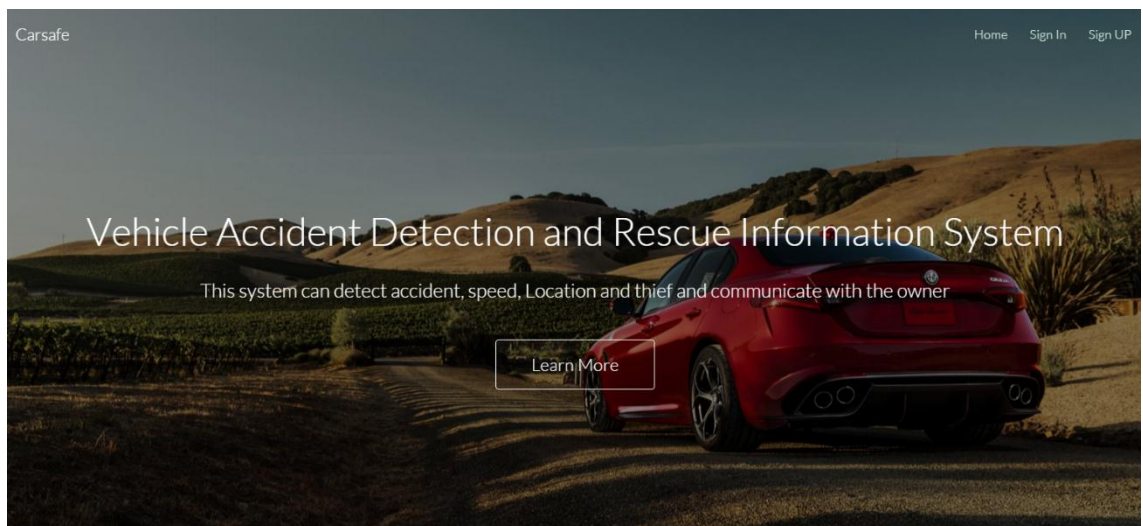 Carsafe
Home Sign In Sign UP
Vehicle Accident Detection and Rescue Information System
This system can detect accident, speed, Location and thief and communicate with the owner
Learn More